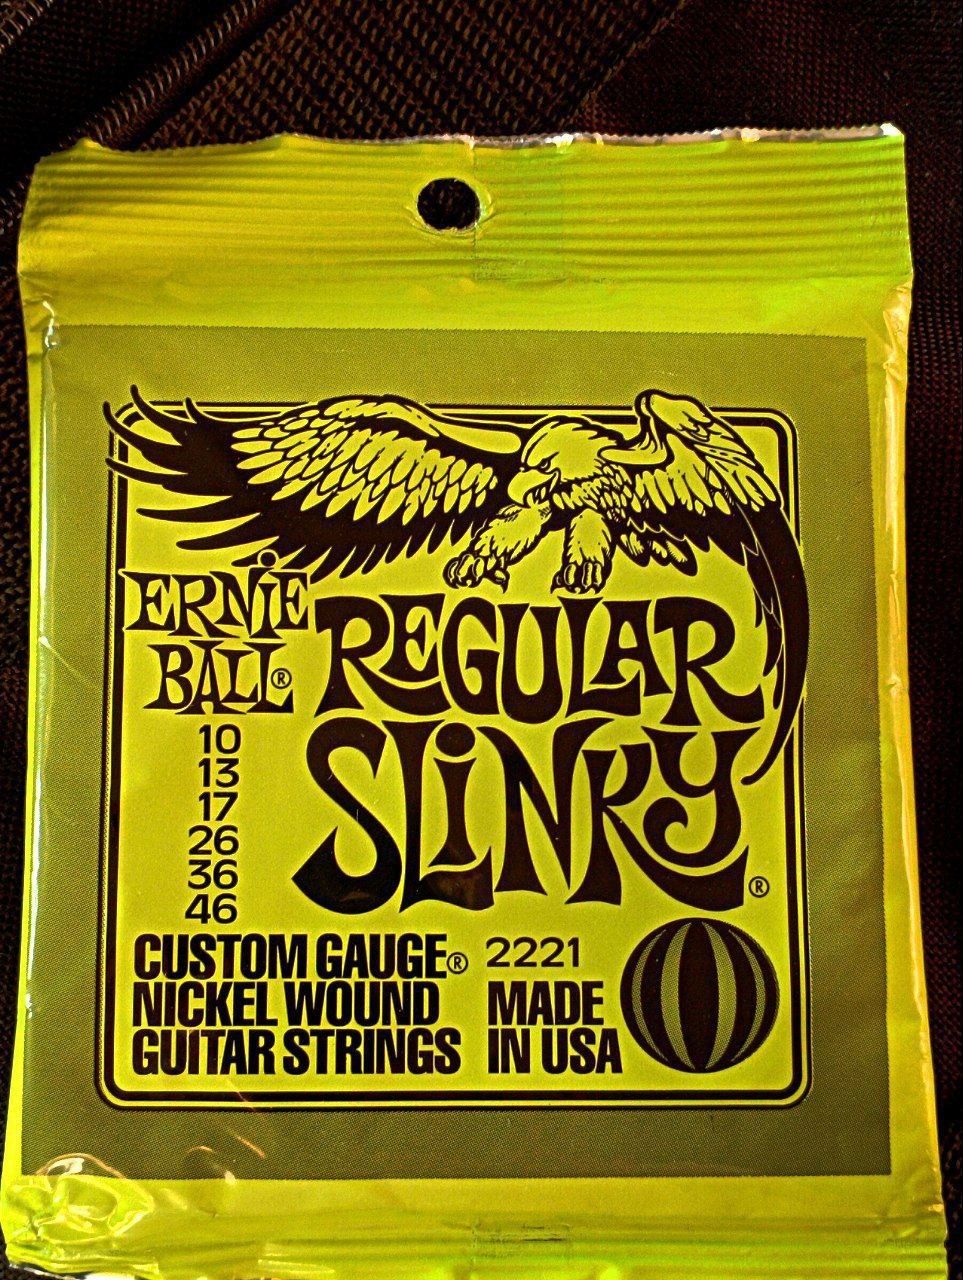 ERNIE
BALL®
REGULAR
SLINKY®
10
13
17
26
36
46
CUSTOM GAUGE®
NICKEL WOUND
GUITAR STRINGS
2221
MADE
IN USA